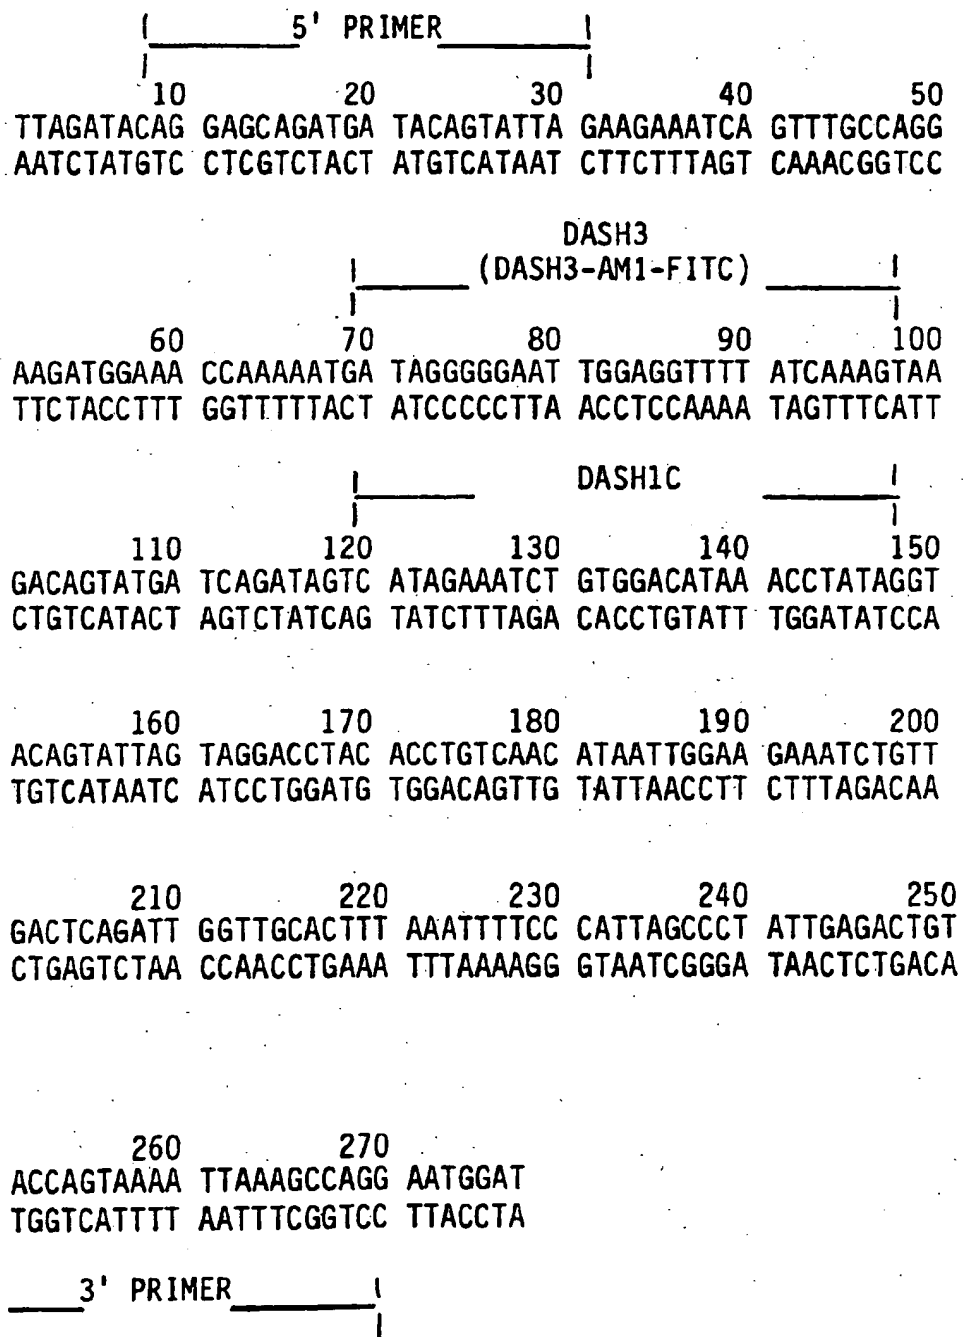 5' PRIMER
10 20 30 40 50
TTAGATACAG GAGCAGATGA TACAGTATTA GAAGAAATCA GTTTGCCAGG
AATCTATGTC CTCGTCTACT ATGTCATAAT CTTCTTTAGT CAAACGGTCC
DASH3
(DASH3-AM1-FITC)
60 70 80 90 100
AAGATGGAAA CCAAAAATGA TAGGGGGAAT TGGAGGTTTT ATCAAAGTAA
TTCTACCTTT GGTTTTTACT ATCCCCCTTA ACCTCCAAAA TAGTTTCATT
DASH1C
110 120 130 140 150
GACAGTATGA TCAGATAGTC ATAGAAATCT GTGGACATAA ACCTATAGGT
CTGTCATACT AGTCTATCAG TATCTTTAGA CACCTGTATT TGGATATCCA
160 170 180 190 200
ACAGTATTAG TAGGACCTAC ACCTGTCAAC ATAATTGGAA GAAATCTGTT
TGTCATAATC ATCCTGGATG TGGACAGTTG TATTAACCTT CTTTAGACAA
210 220 230 240 250
GACTCAGATT GGTTGCACTTT AAATTTTCC CATTAGCCCT ATTGAGACTGT
CTGAGTCTAA CCAACCTGAAA TTTAAAAGG GTAATCGGGA TAACTCTGACA
260 270
ACCAGTAAAA TTAAAGCCAGG AATGGAT
TGGTCATTTT AATTTCGGTCC TTACCTA
3' PRIMER